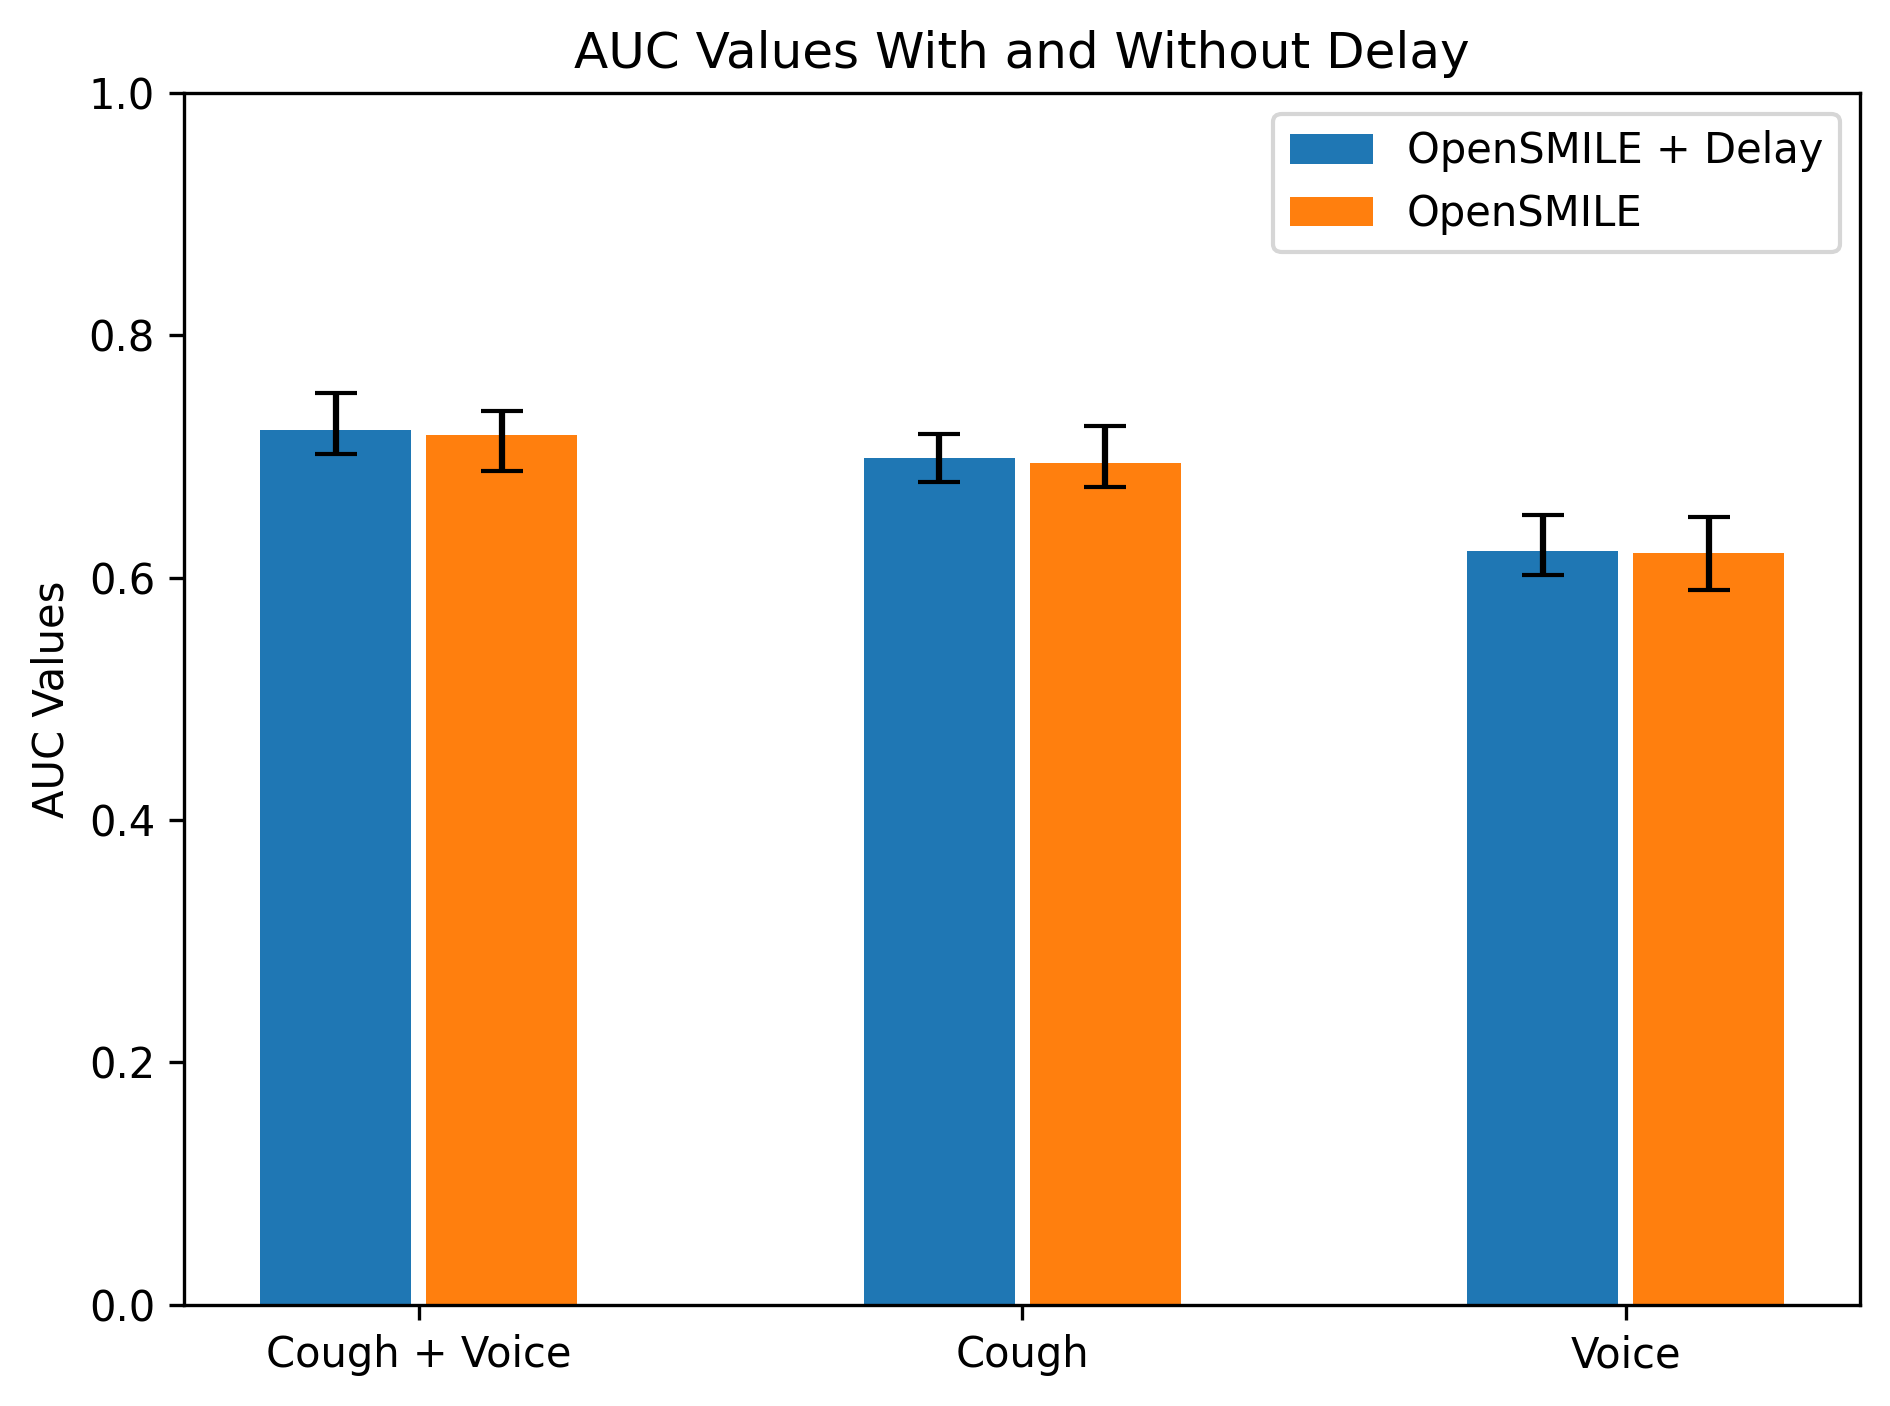 AUC Values With and Without Delay
OpenSMILE + Delay
OpenSMILE
AUC Values
1.0
0.8
0.6
0.4
0.2
0.0
Cough + Voice
Cough
Voice